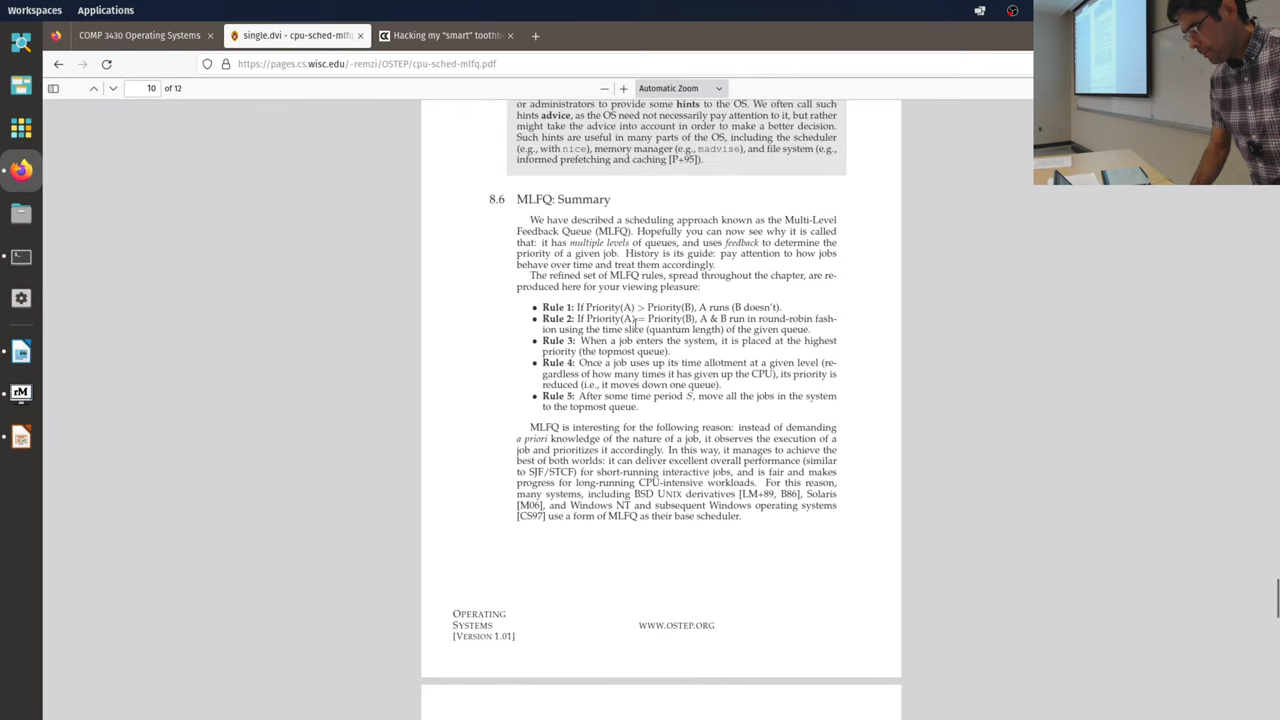 Workspaces Applications
COMP 3430 Operating Systems
single.dvi - cpu-sched-mlfq
Hacking my "smart" toothb
https://pages.cs.wisc.edu/~remzi/OSTEP/cpu-sched-mlfq.pdf
10 of 12
Automatic Zoom
or administrators to provide some hints to the OS. We often call such
hints advice, as the OS need not necessarily pay attention to it, but rather
might take the advice into account in order to make a better decision.
Such hints are useful in many parts of the OS, including the scheduler
(e.g., with nice), memory manager (e.g., madvise), and file system (e.g.,
informed prefetching and caching [P+95]).
8.6 MLFQ: Summary
We have described a scheduling approach known as the Multi-Level
Feedback Queue (MLFQ). Hopefully you can now see why it is called
that: it has multiple levels of queues, and uses feedback to determine the
priority of a given job. History is its guide: pay attention to how jobs
behave over time and treat them accordingly.
The refined set of MLFQ rules, spread throughout the chapter, are re-
produced here for your viewing pleasure:
• Rule 1: If Priority(A) > Priority(B), A runs (B doesn't).
• Rule 2: If Priority(A) = Priority(B), A & B run in round-robin fash-
ion using the time slice (quantum length) of the given queue.
• Rule 3: When a job enters the system, it is placed at the highest
priority (the topmost queue).
• Rule 4: Once a job uses up its time allotment at a given level (re-
gardless of how many times it has given up the CPU), its priority is
reduced (i.e., it moves down one queue).
• Rule 5: After some time period S, move all the jobs in the system
to the topmost queue.
MLFQ is interesting for the following reason: instead of demanding
a priori knowledge of the nature of a job, it observes the execution of a
job and prioritizes it accordingly. In this way, it manages to achieve the
best of both worlds: it can deliver excellent overall performance (similar
to SJF/STCF) for short-running interactive jobs, and is fair and makes
progress for long-running CPU-intensive workloads. For this reason,
many systems, including BSD UNIX derivatives [LM+89, B86], Solaris
[M06], and Windows NT and subsequent Windows operating systems
[CS97] use a form of MLFQ as their base scheduler.
OPERATING
SYSTEMS
[VERSION 1.01]
WWW.OSTEP.ORG
rM